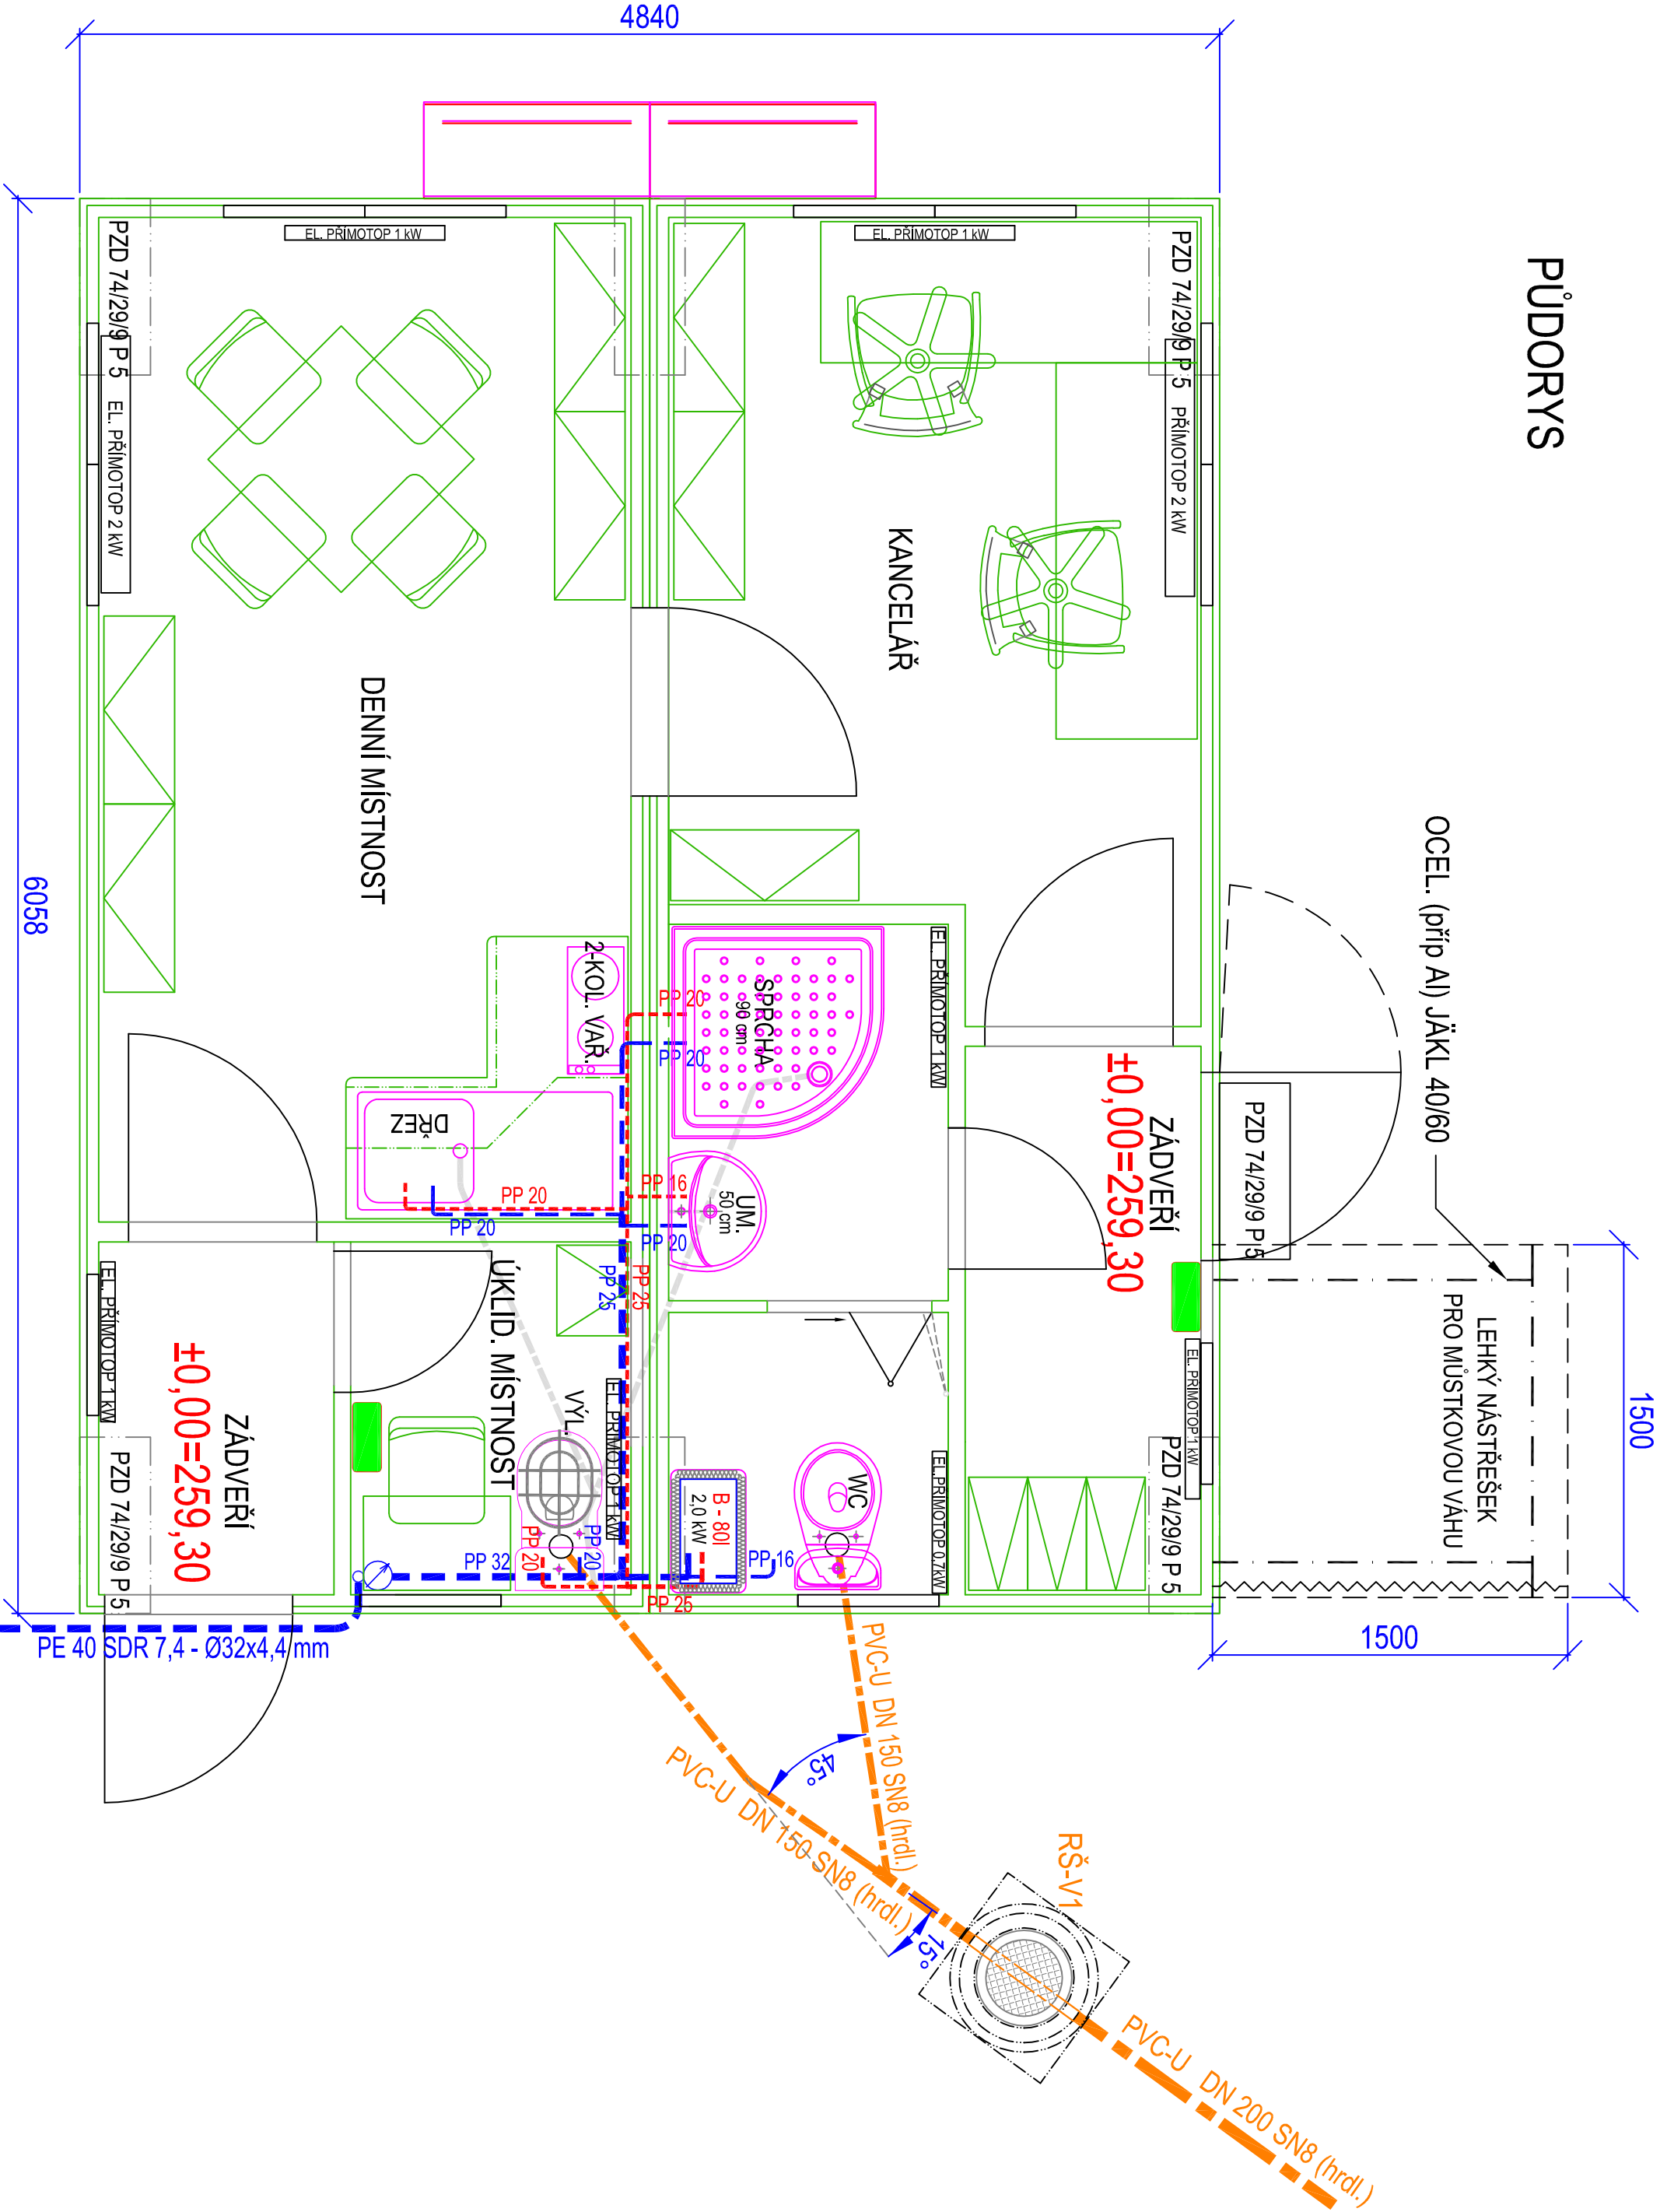 PŮDORYS
4840
6058
1500
1500
OCEL. (příp Al) JÄKL 40/60
LEHKÝ NÁSTŘEŠEK
PRO MŮSTKOVOU VÁHU
PZD 74/29/9 P 5
PŘÍMOTOP 2 kW
EL. PŘÍMOTOP 1 kW
KANCELÁŘ
PZD 74/29/9 P 5
ZÁDVEŘÍ
±0,00=259,30
EL. PŘÍMOTOP 1 kW
PZD 74/29/9 P 5
EL. PŘÍMOTOP 1 kW
SPRCHA
90 cm
UM.
50 cm
WC
EL.PŘÍMOTOP 0.7kW
B - 80l
2,0 kW
PP 20
PP 20
PP 16
PP 20
PP 25
PP 25
PP 16
PP 25
EL. PŘÍMOTOP 1 kW
PZD 74/29/9 P 5
EL. PŘÍMOTOP 2 kW
DENNÍ MÍSTNOST
2-KOL. VAŘ.
DŘEZ
PP 20
PP 20
ÚKLID. MÍSTNOST
VÝL.
EL. PŘÍMOTOP 1 kW
PP 20
PP 20
PP 32
ZÁDVEŘÍ
±0,00=259,30
EL. PŘÍMOTOP 1 kW
PZD 74/29/9 P 5
PE 40 SDR 7,4 - Ø32x4,4 mm
PVC-U DN 150 SN8 (hrdl.)
PVC-U DN 150 SN8 (hrdl.)
45°
15°
RŠ-V1
PVC-U DN 200 SN8 (hrdl.)